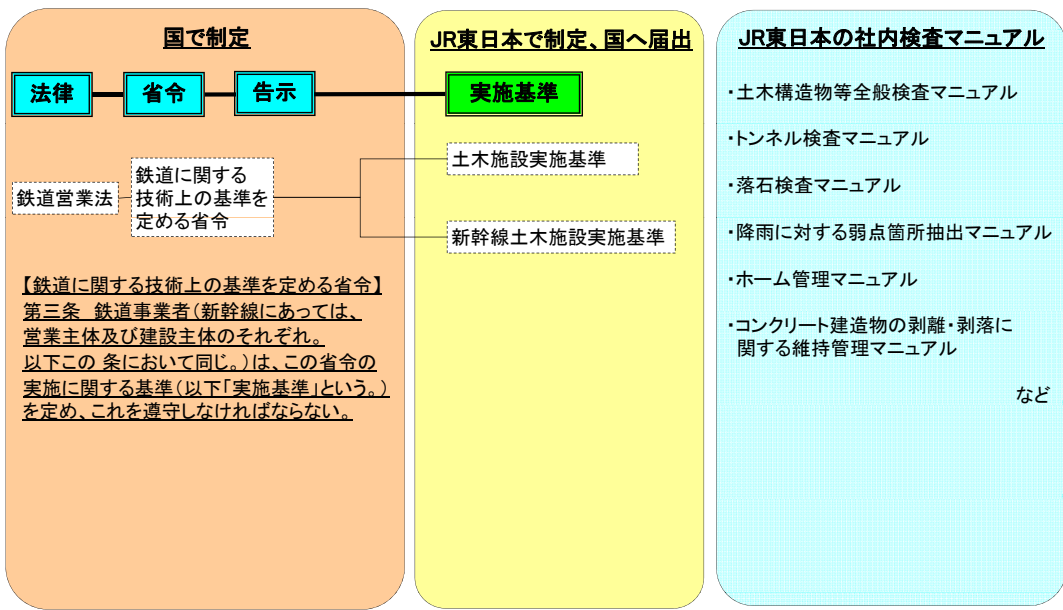 国で制定
法律
省令
告示
鉄道営業法
鉄道に関する
技術上の基準を
定める省令
【鉄道に関する技術上の基準を定める省令】
第三条 鉄道事業者(新幹線にあっては、
営業主体及び建設主体のそれぞれ。
以下この 条において同じ。)は、この省令の
実施に関する基準(以下「実施基準」という。)
を定め、これを遵守しなければならない。
JR東日本で制定、国へ届出
実施基準
土木施設実施基準
新幹線土木施設実施基準
JR東日本の社内検査マニュアル
・土木構造物等全般検査マニュアル
・トンネル検査マニュアル
・落石検査マニュアル
・降雨に対する弱点箇所抽出マニュアル
・ホーム管理マニュアル
・コンクリート建造物の剥離・剥落に
関する維持管理マニュアル
など